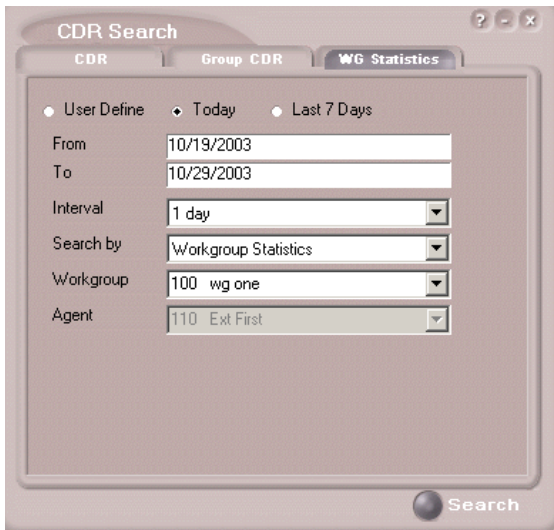 CDR Search
? - x
CDR Group CDR WG Statistics
User Define Today Last 7 Days
From 10/19/2003
To 10/29/2003
Interval 1 day
Search by Workgroup Statistics
Workgroup 100 wg one
Agent 110 Ext First
Search